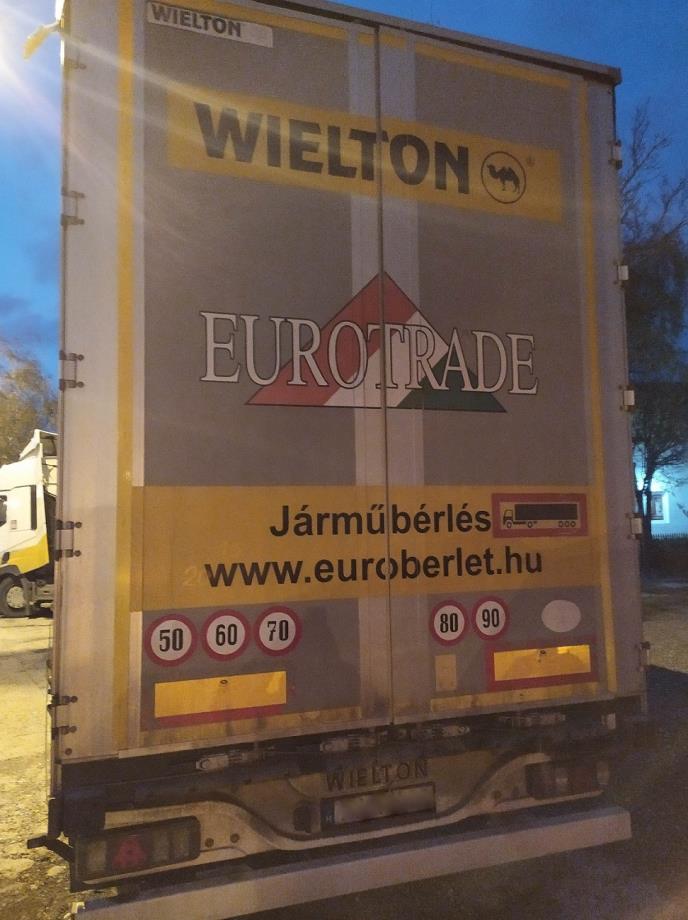 WIELTON
WIELTON ®
EUROTRADE
Járműbérlés
www.euroberlet.hu
50 60 70 80 90
WIELTON
H